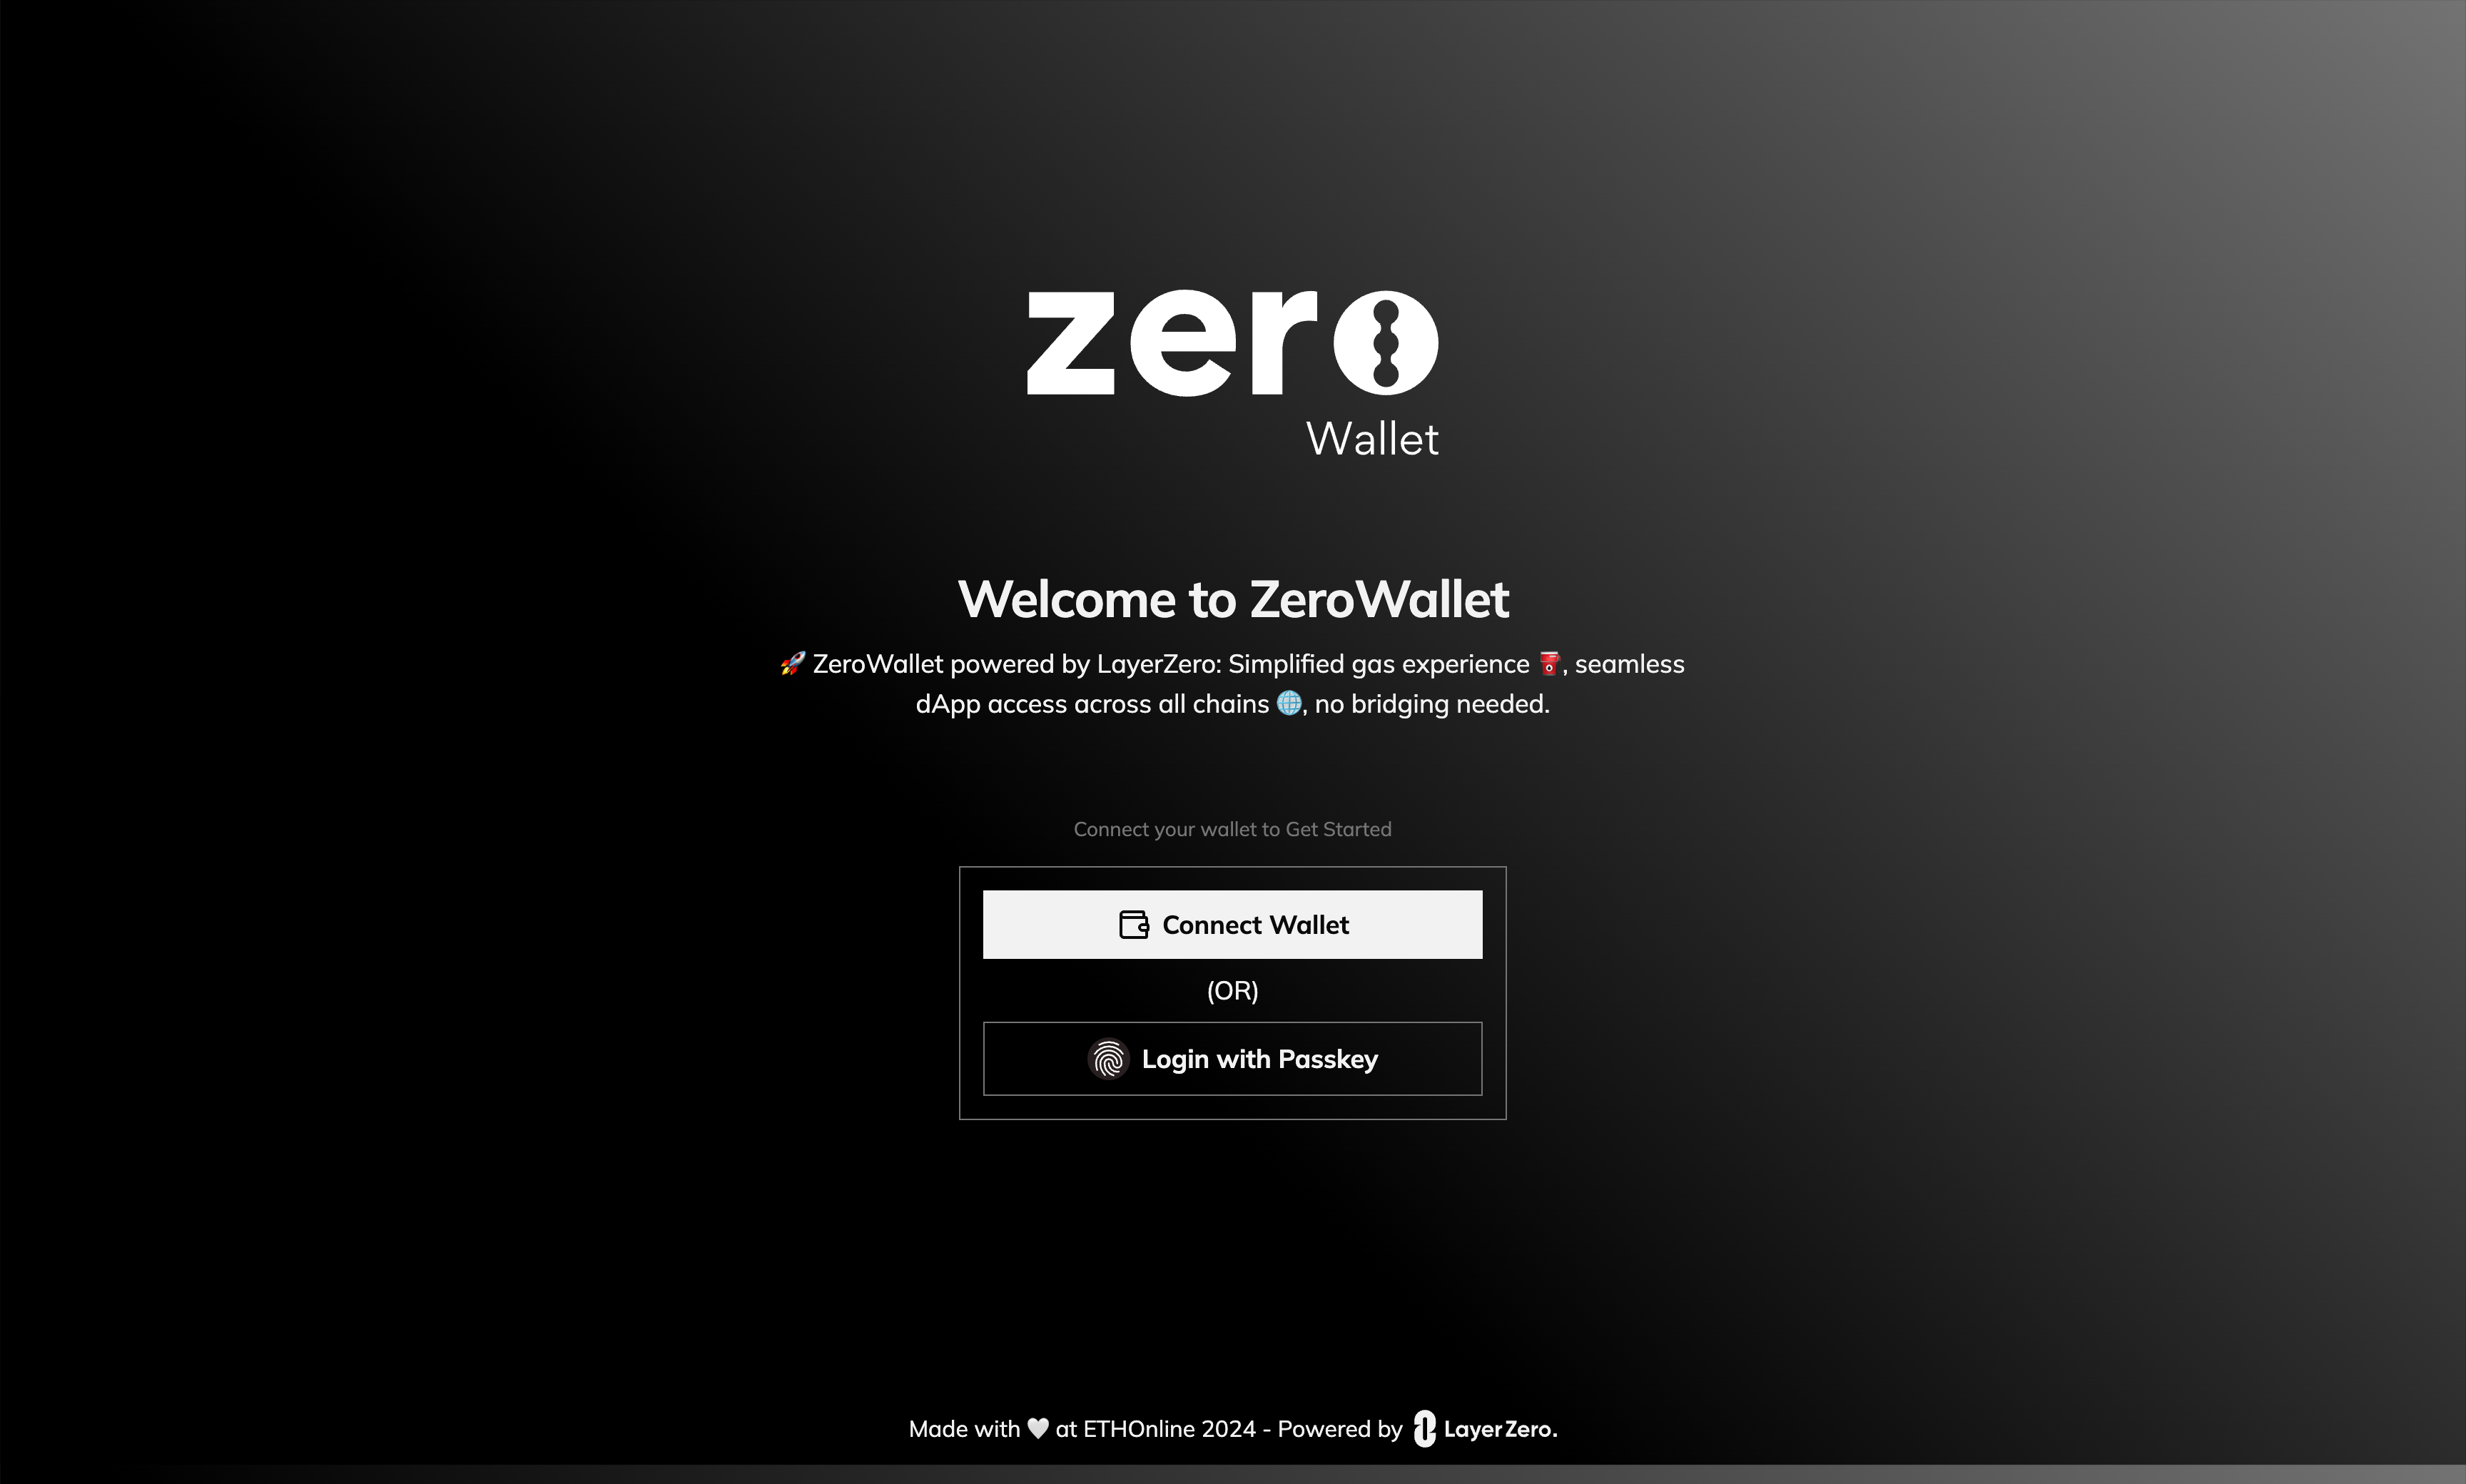 zero
Wallet
Welcome to ZeroWallet
🚀 ZeroWallet powered by LayerZero: Simplified gas experience ⛽, seamless
dApp access across all chains 🌐, no bridging needed.
Connect your wallet to Get Started
Connect Wallet
(OR)
Login with Passkey
Made with 🤍 at ETHOnline 2024 - Powered by LayerZero.